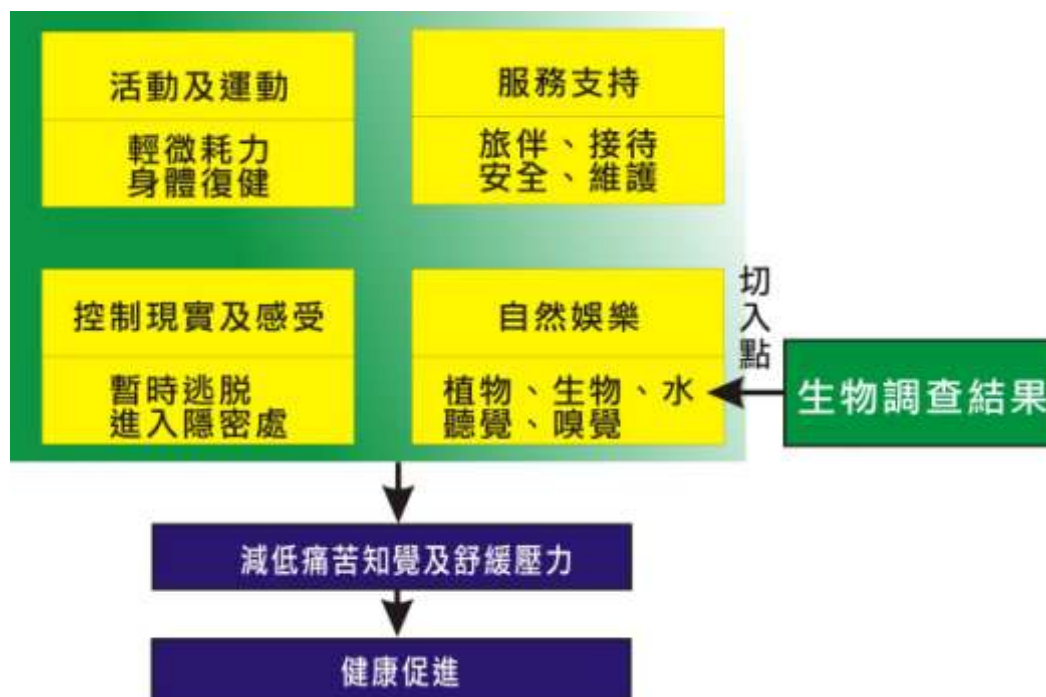 活動及運動
輕微耗力
身體復健
服務支持
旅伴、接待
安全、維護
控制現實及感受
暫時逃脱
進入隱密處
自然娛樂
植物、生物、水
聽覺、嗅覺
切入點
生物調查結果
減低痛苦知覺及舒緩壓力
健康促進